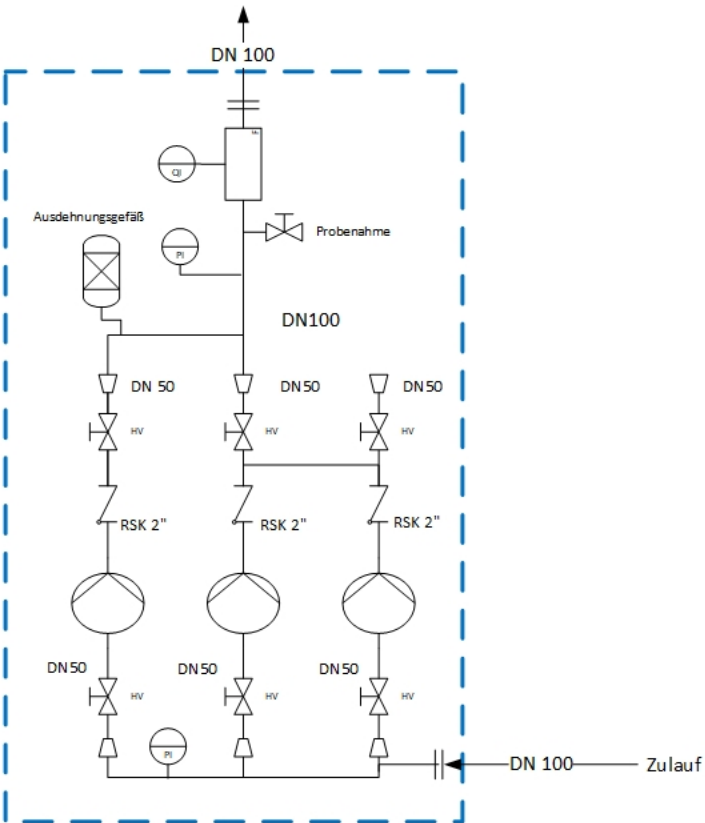 DN 100
QI
Ausdehnungsgefäß
Probenahme
PI
DN100
DN 50
DN50
DN50
HV
HV
HV
RSK 2"
RSK 2"
RSK 2"
DN50
DN50
DN50
HV
HV
HV
PI
DN 100
Zulauf